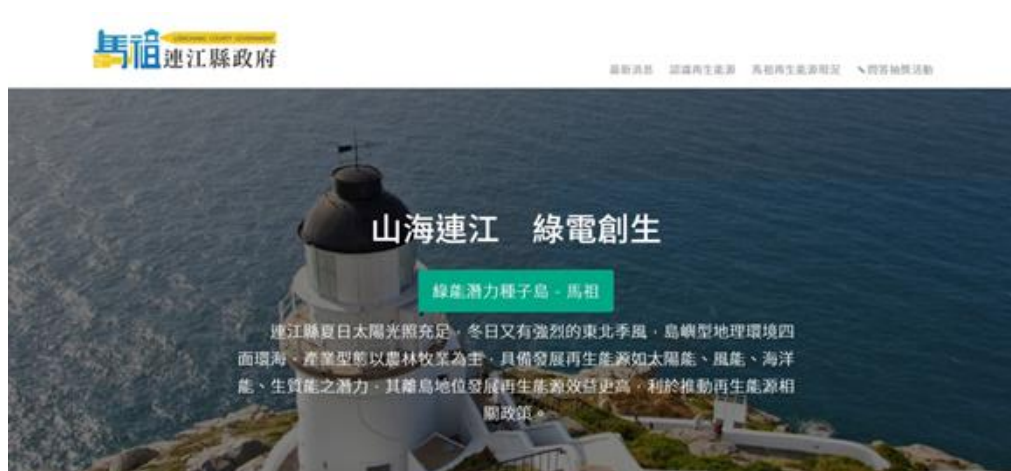 馬祖 連江縣政府
最新消息 認識再生能源 馬祖再生能源現況 問答抽獎活動
山海連江 綠電創生
綠能潛力種子島 - 馬祖
連江縣夏日太陽光照充足,冬日又有強烈的東北季風,島嶼型地理環境四
面環海,產業型態以農林牧業為主,具備發展再生能源如太陽能、風能、海洋
能、生質能之潛力,其離島地位發展再生能源效益更高,利於推動再生能源相
關政策。